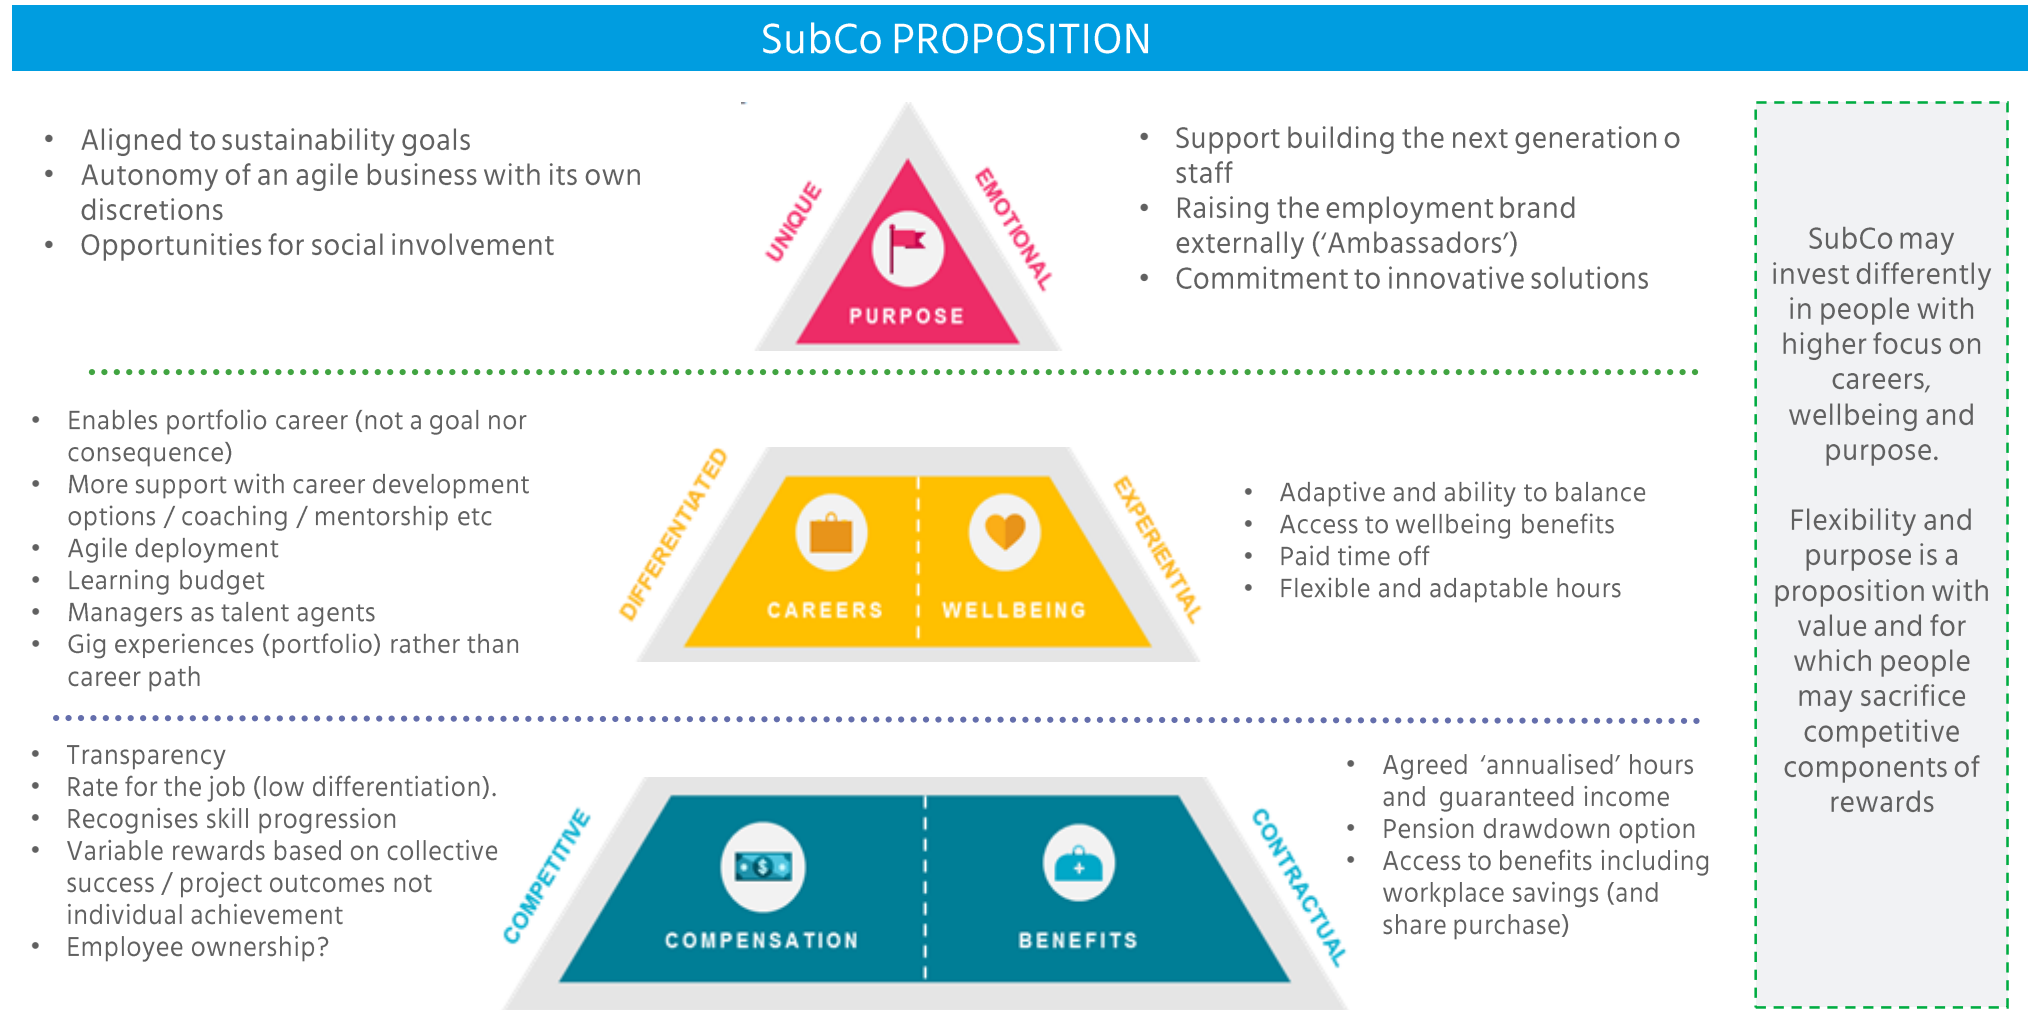 SubCo PROPOSITION
• Aligned to sustainability goals
• Autonomy of an agile business with its own
discretions
• Opportunities for social involvement
UNIQUE
EMOTIONAL
PURPOSE
• Support building the next generation o
staff
• Raising the employment brand
externally (‘Ambassadors’)
• Commitment to innovative solutions
• Enables portfolio career (not a goal nor
consequence)
• More support with career development
options / coaching / mentorship etc
• Agile deployment
• Learning budget
• Managers as talent agents
• Gig experiences (portfolio) rather than
career path
DIFFERENTIATED
EXPERIENTIAL
CAREERS
WELLBEING
• Adaptive and ability to balance
• Access to wellbeing benefits
• Paid time off
• Flexible and adaptable hours
• Transparency
• Rate for the job (low differentiation).
• Recognises skill progression
• Variable rewards based on collective
success / project outcomes not
individual achievement
• Employee ownership?
COMPETITIVE
CONTRACTUAL
COMPENSATION
BENEFITS
• Agreed ‘annualised’ hours
and guaranteed income
• Pension drawdown option
• Access to benefits including
workplace savings (and
share purchase)
SubCo may
invest differently
in people with
higher focus on
careers,
wellbeing and
purpose.
Flexibility and
purpose is a
proposition with
value and for
which people
may sacrifice
competitive
components of
rewards